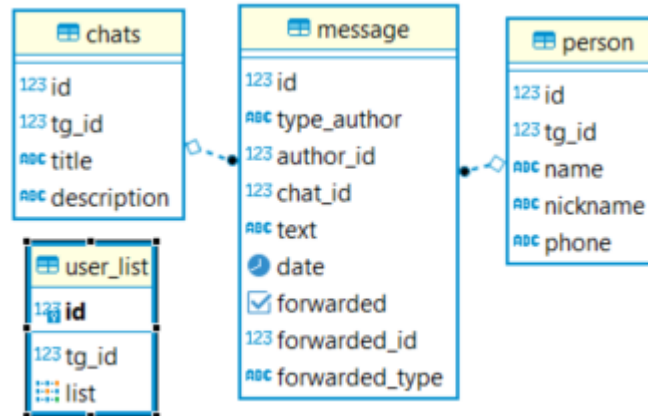 chats
123 id
123 tg_id
ABC title
ABC description
user_list
123 id
123 tg_id
list
message
123 id
ABC type_author
123 author_id
123 chat_id
ABC text
date
forwarded
123 forwarded_id
ABC forwarded_type
person
123 id
123 tg_id
ABC name
ABC nickname
ABC phone